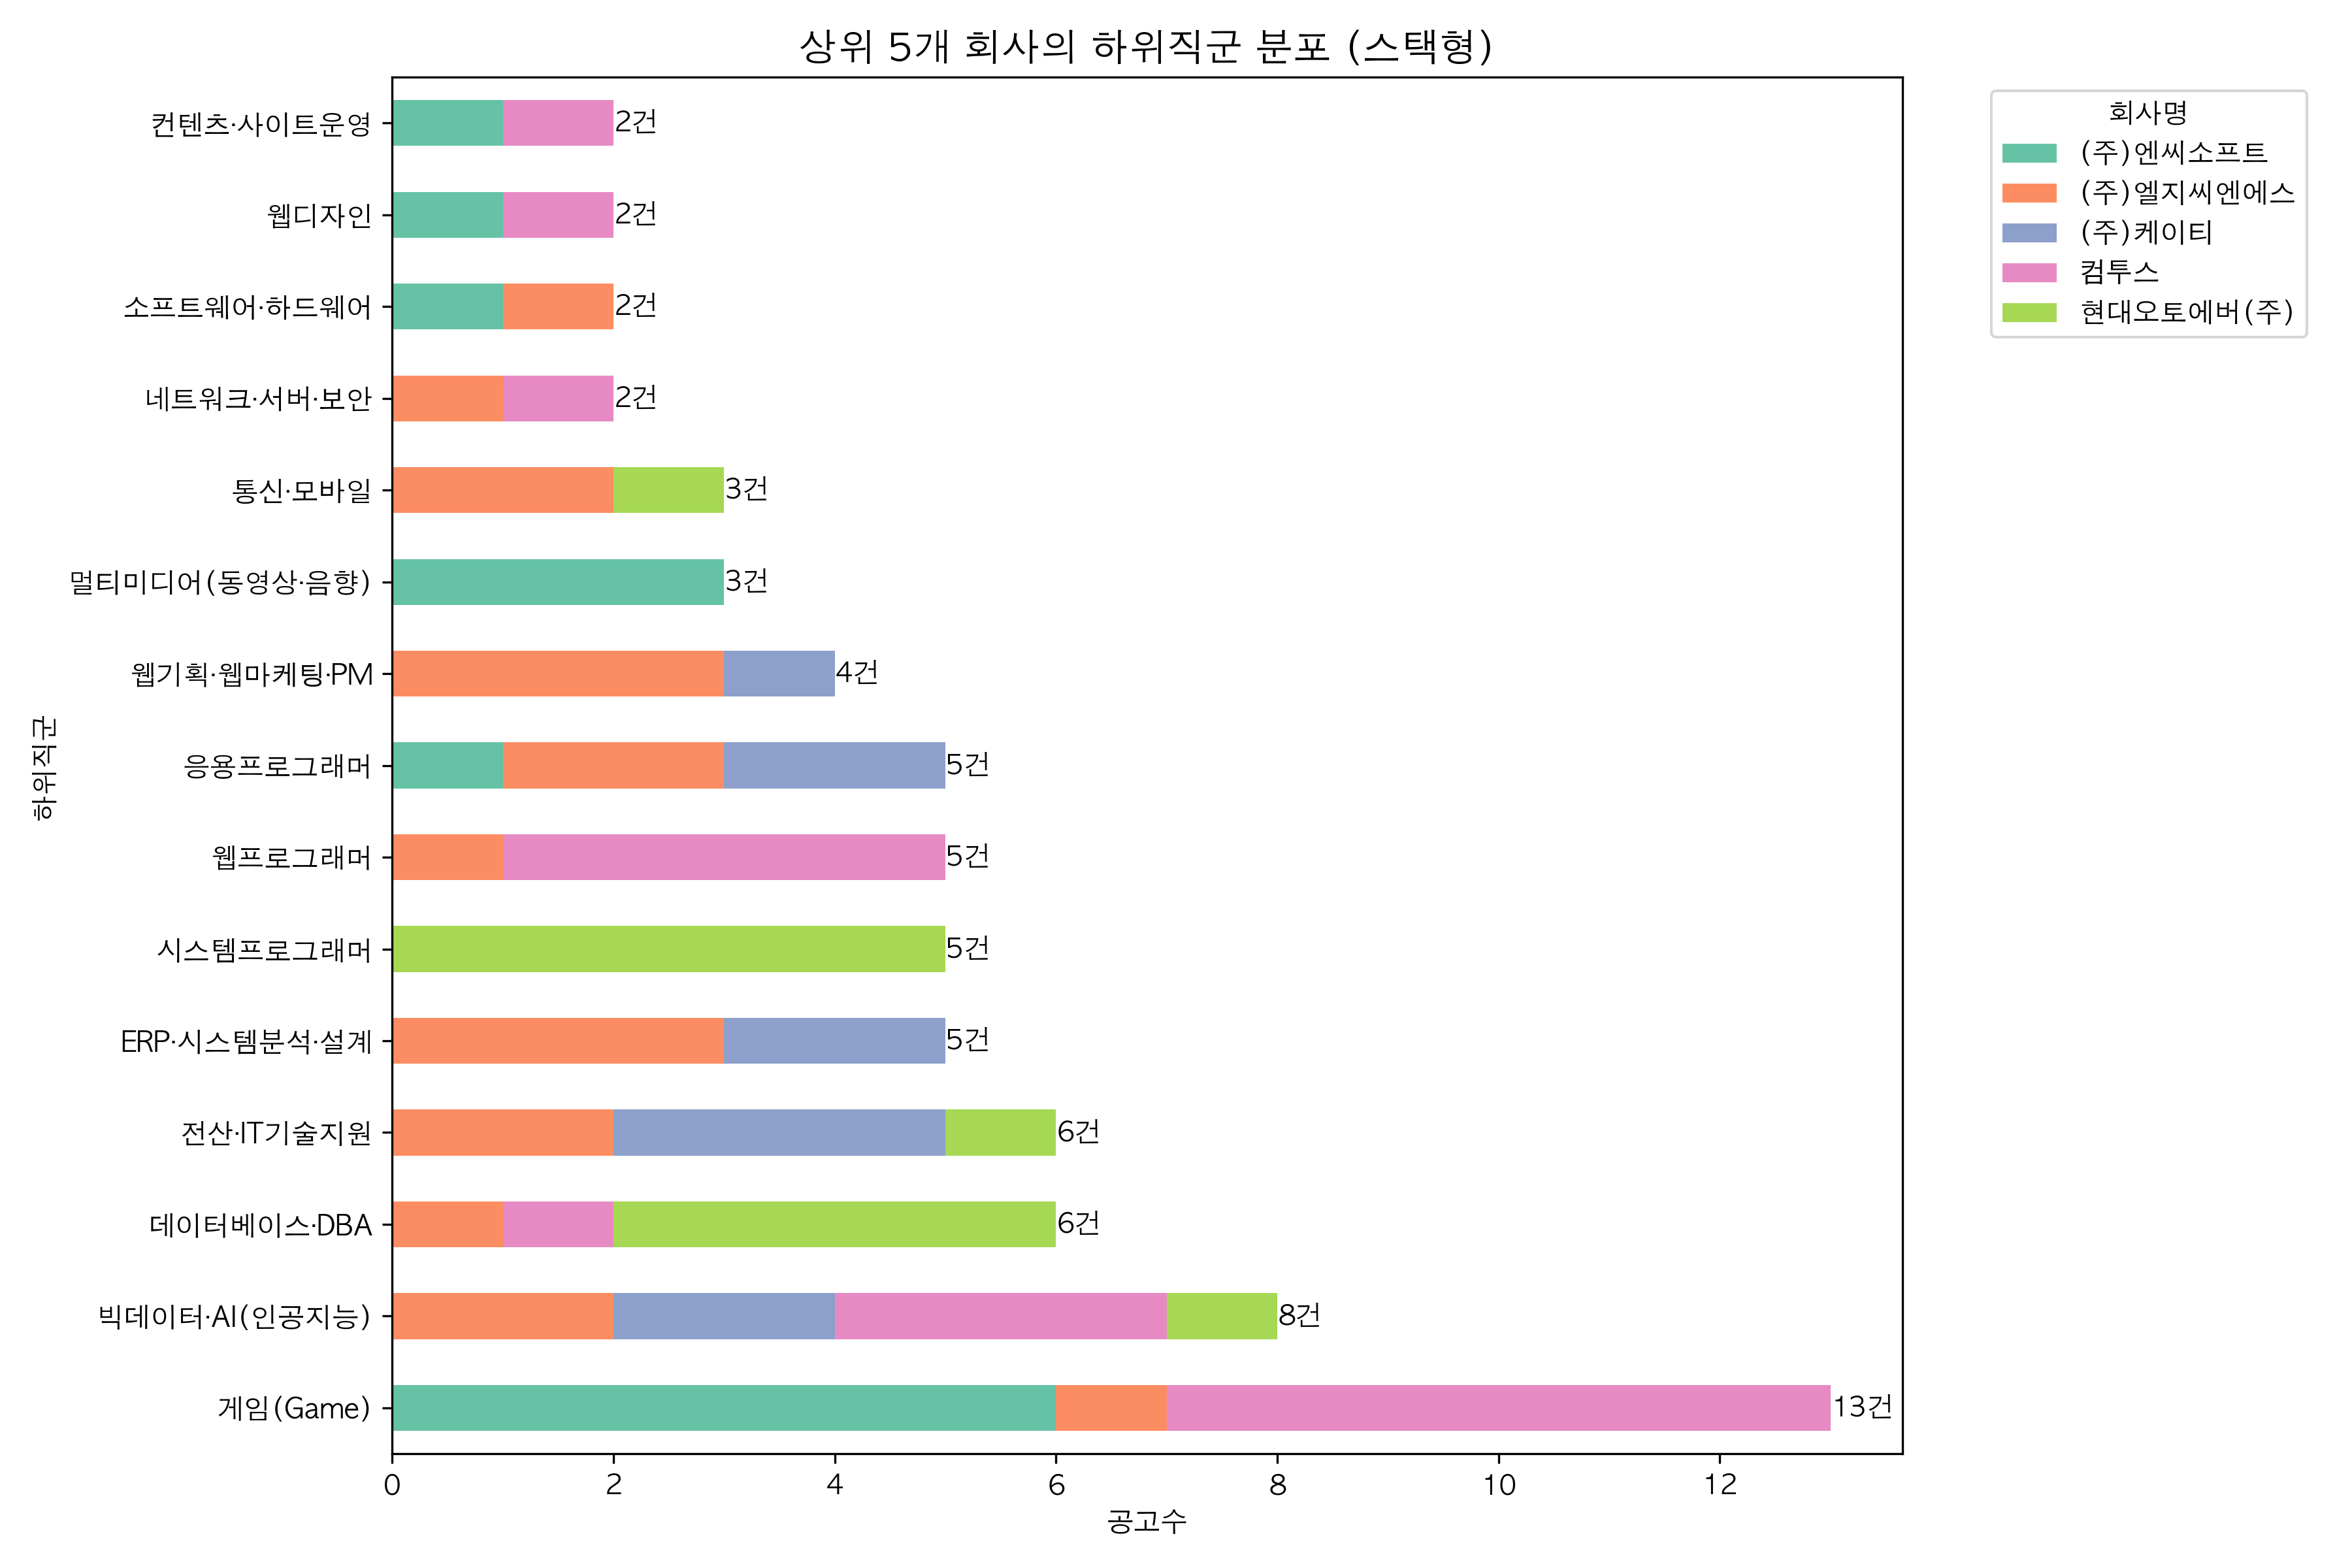 상위 5개 회사의 하위직군 분포 (스택형)
컨텐츠·사이트운영
2건
웹디자인
2건
소프트웨어·하드웨어
2건
네트워크·서버·보안
2건
통신·모바일
3건
멀티미디어(동영상·음향)
3건
웹기획·웹마케팅·PM
4건
응용프로그래머
5건
웹프로그래머
5건
시스템프로그래머
5건
ERP·시스템분석·설계
5건
전산·IT기술지원
6건
데이터베이스·DBA
6건
빅데이터·AI(인공지능)
8건
게임(Game)
13건
하위직군
0 2 4 6 8 10 12
공고수
회사명
(주)엔씨소프트
(주)엘지씨엔에스
(주)케이티
컴투스
현대오토에버(주)